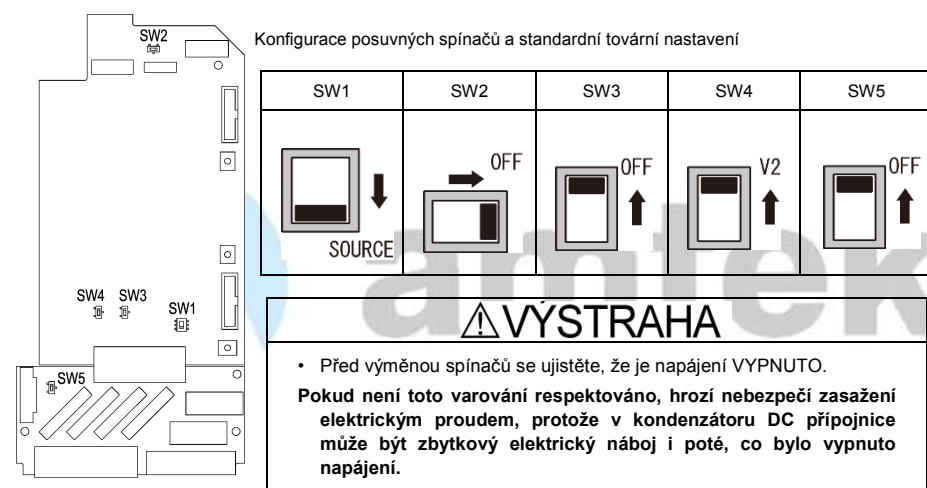 SW2
Konfigurace posuvných spínačů a standardní tovární nastavení
SW1 SW2 SW3 SW4 SW5
SOURCE
OFF
OFF
V2
OFF
SW4 SW3
SW1
SW5
amtek
VÝSTRAHA
• Před výměnou spínačů se ujistěte, že je napájení VYPNUTO.
Pokud není toto varování respektováno, hrozí nebezpečí zasažení
elektrickým proudem, protože v kondenzátoru DC přípojnice
může být zbytkový elektrický náboj i poté, co bylo vypnuto
napájení.